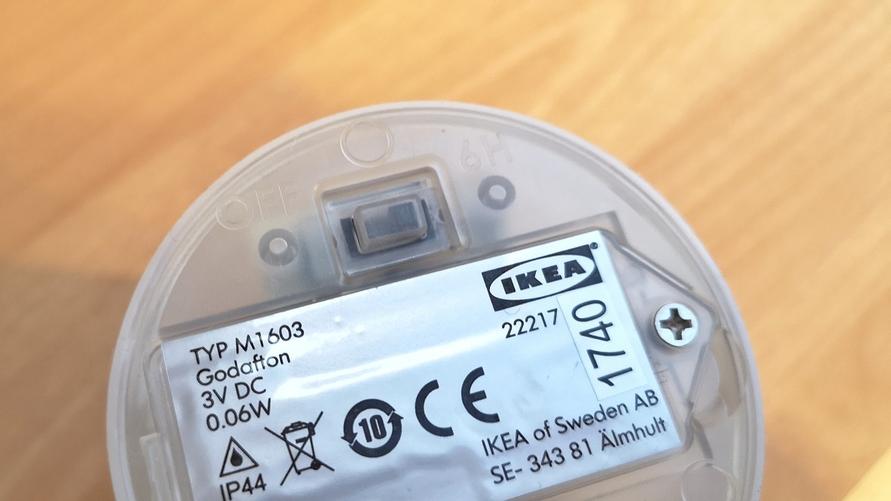 OFF
6H
IKEA
TYP M1603
Godafton
3V DC
0.06W
22217
1740
10
CE
IP44
IKEA of Sweden AB
SE- 343 81 Älmhult